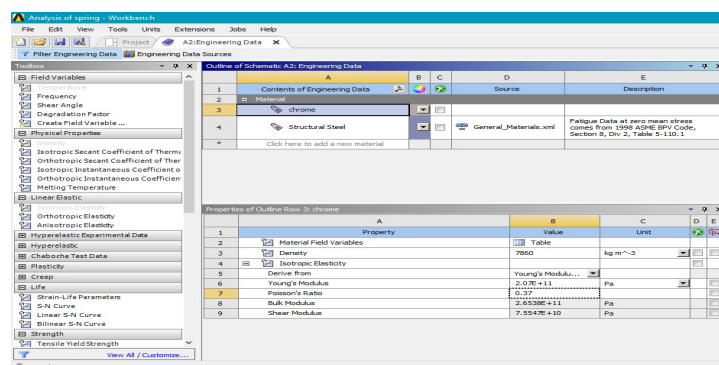 Analysis of spring - Workbench
File Edit View Tools Units Extensions Jobs Help
Project A2:Engineering Data
Filter Engineering Data Engineering Data Sources
Toolbox
Field Variables
Temperature
Frequency
Shear Angle
Degradation Factor
Create Field Variable ...
Physical Properties
Density
Isotropic Secant Coefficient of Therma
Orthotropic Secant Coefficient of Ther
Isotropic Instantaneous Coefficient o
Orthotropic Instantaneous Coefficien
Melting Temperature
Linear Elastic
Isotropic Elasticity
Orthotropic Elasticity
Anisotropic Elasticity
Hyperelastic Experimental Data
Hyperelastic
Chaboche Test Data
Plasticity
Creep
Life
Strain-Life Parameters
S-N Curve
Linear S-N Curve
Bilinear S-N Curve
Strength
Tensile Yield Strength
View All / Customize...
Outline of Schematic A2: Engineering Data
A B C D E
1 Contents of Engineering Data Source Description
2 Material
3 chrome
4 Structural Steel General_Materials.xml Fatigue Data at zero mean stress
comes from 1998 ASME BPV Code,
Section 8, Div 2, Table 5-110.1
* Click here to add a new material
Properties of Outline Row 3: chrome
A B C D E
1 Property Value Unit
2 Material Field Variables Table
3 Density 7860 kg m^-3
4 Isotropic Elasticity
5 Derive from Young's Modulu...
6 Young's Modulus 2.07E+11 Pa
7 Poisson's Ratio 0.37
8 Bulk Modulus 2.6538E+11 Pa
9 Shear Modulus 7.5547E+10 Pa